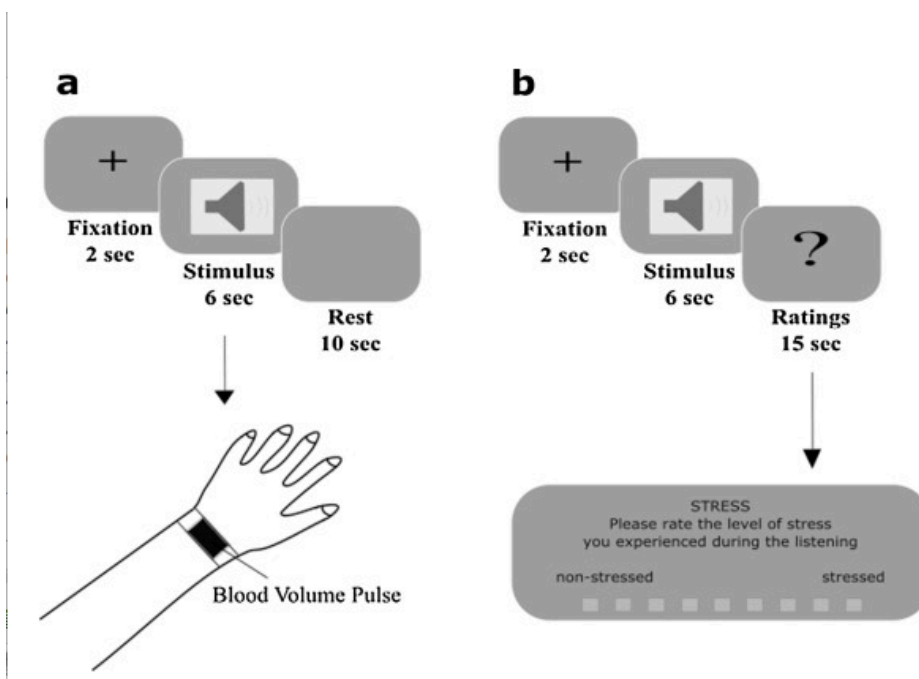 a
+
Fixation
2 sec
Stimulus
6 sec
Rest
10 sec
Blood Volume Pulse
b
+
Fixation
2 sec
Stimulus
6 sec
?
Ratings
15 sec
STRESS
Please rate the level of stress
you experienced during the listening
non-stressed stressed